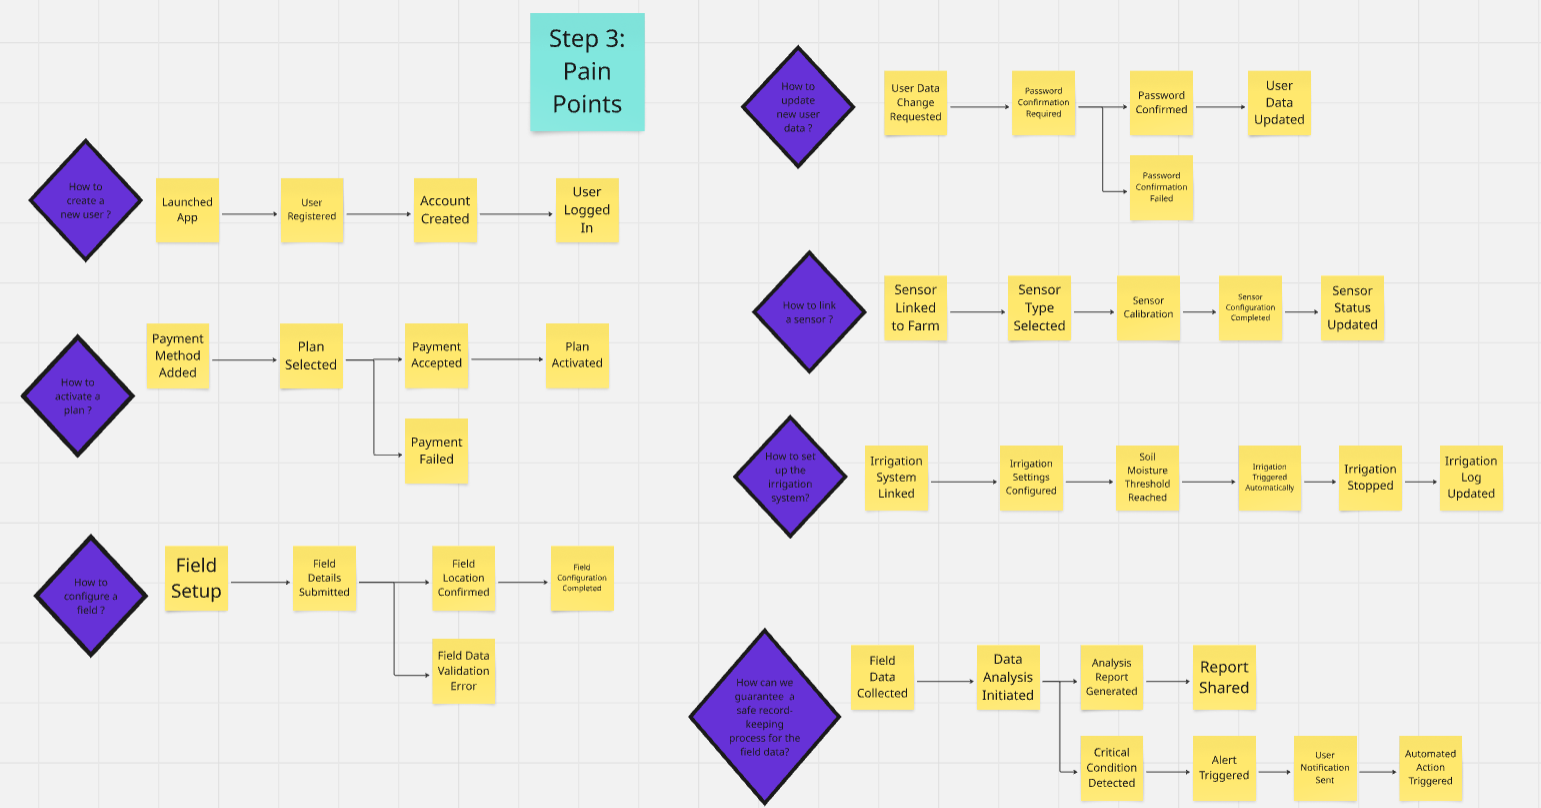 Step 3:
Pain
Points
How to
create a
new user ?
Launched
App
User
Registered
Account
Created
User
Logged
In
How to
activate a
plan ?
Payment
Method
Added
Plan
Selected
Payment
Accepted
Plan
Activated
Payment
Failed
How to
configure a
field ?
Field
Setup
Field
Details
Submitted
Field
Location
Confirmed
Field
Configuration
Completed
Field Data
Validation
Error
How to
update
new user
data ?
User Data
Change
Requested
Password
Confirmation
Required
Password
Confirmed
User
Data
Updated
Password
Confirmation
Failed
How to link
a sensor ?
Sensor
Linked
to Farm
Sensor
Type
Selected
Sensor
Calibration
Sensor
Configuration
Completed
Sensor
Status
Updated
How to set
up the
irrigation
system?
Irrigation
System
Linked
Irrigation
Settings
Configured
Soil
Moisture
Threshold
Reached
Irrigation
Triggered
Automatically
Irrigation
Stopped
Irrigation
Log
Updated
How can we
guarantee a
safe record-
keeping
process for the
field data?
Field
Data
Collected
Data
Analysis
Initiated
Analysis
Report
Generated
Report
Shared
Critical
Condition
Detected
Alert
Triggered
User
Notification
Sent
Automated
Action
Triggered